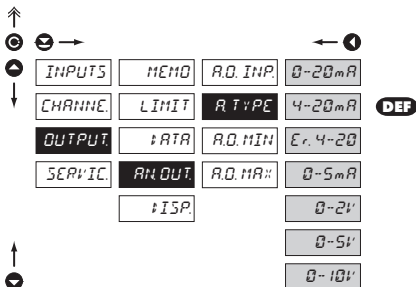 INPUTS MEMO A.O. INP. 0-20mA
CHANNE. LIMIT A.TYPE 4-20mA DEF
OUTPUT. DATA A.O. MIN Er. 4-20
SERVIC. AN.OUT. A.O. MAX 0-5mA
DISP. 0-2V
0-5V
0-10V